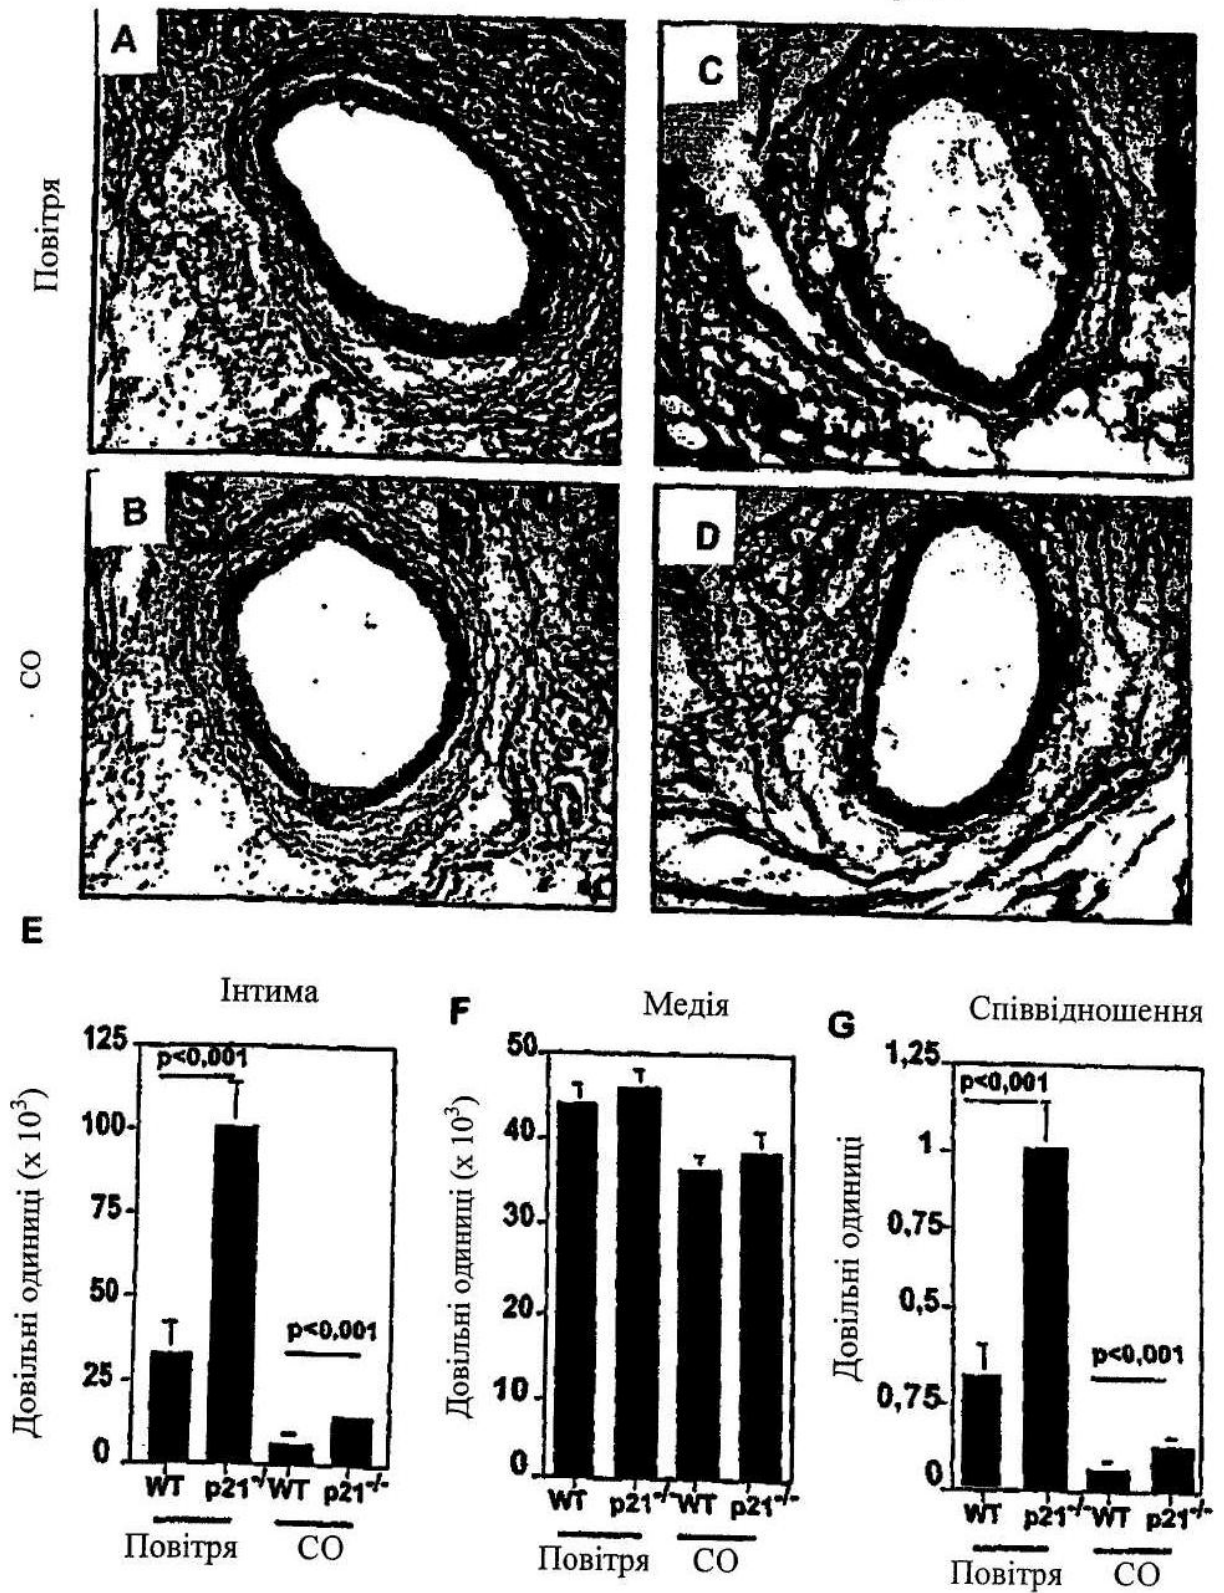 A
C
Повітря
B
D
CO
E
Інтима
F
Медія
G
Співвідношення
Довільні одиниці (x 10³)
125
100
75
50
25
0
p<0,001
p<0,001
WT p21⁻/⁻ WT p21⁻/⁻
Повітря CO
Довільні одиниці (x 10³)
50
40
30
20
10
0
WT p21⁻/⁻ WT p21⁻/⁻
Повітря CO
Довільні одиниці
1,25
1
0,75
0,5
0,75
0
p<0,001
p<0,001
WT p21⁻/⁻ WT p21⁻/⁻
Повітря CO